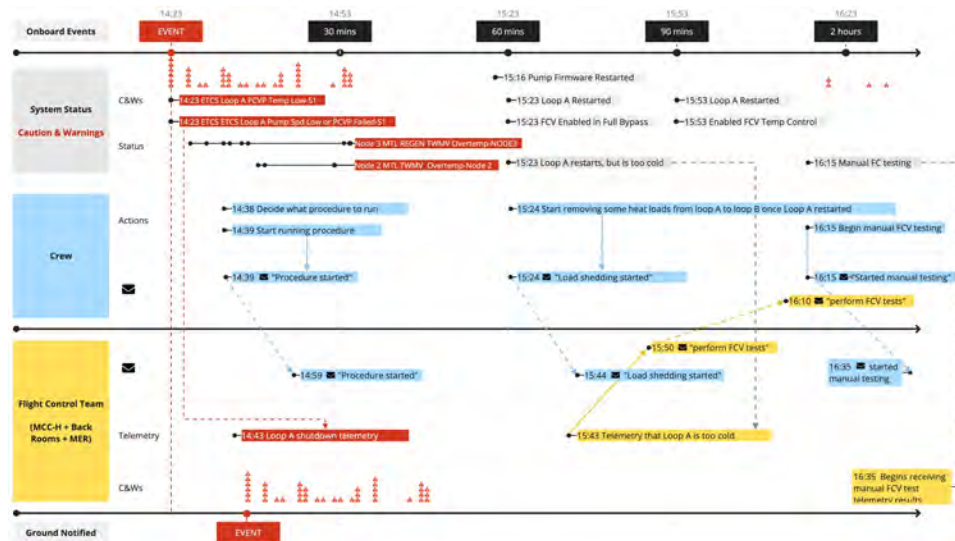 14:23
14:53
15:23
15:53
16:23
Onboard Events
EVENT
30 mins
60 mins
90 mins
2 hours
System Status
Caution & Warnings
C&Ws
15:16 Pump Firmware Restarted
14:23 ETCS Loop A PCVP Temp Low-S1
15:23 Loop A Restarted
15:53 Loop A Restarted
14:23 ETCS ETCS Loop A Pump Spd Low or PCVP Failed-S1
15:23 FCV Enabled in Full Bypass
15:53 Enabled FCV Temp Control
Status
Node 3 MTL REGEN TWMV Overtemp-NODE3
Node 2 MTL TWMV Overtemp-Node 2
15:23 Loop A restarts, but is too cold
16:15 Manual FC testing
Crew
Actions
14:38 Decide what procedure to run
15:24 Start removing some heat loads from loop A to loop B once Loop A restarted
14:39 Start running procedure
16:15 Begin manual FCV testing
14:39 "Procedure started"
15:24 "Load shedding started"
16:15 "Started manual testing"
16:10 "perform FCV tests"
Flight Control Team
(MCC-H + Back
Rooms + MER)
15:50 "perform FCV tests"
14:59 "Procedure started"
15:44 "Load shedding started"
16:35 started
manual testing
Telemetry
14:43 Loop A shutdown telemetry
15:43 Telemetry that Loop A is too cold
C&Ws
16:35 Begins receiving
manual FCV test
telemetry results
Ground Notified
EVENT